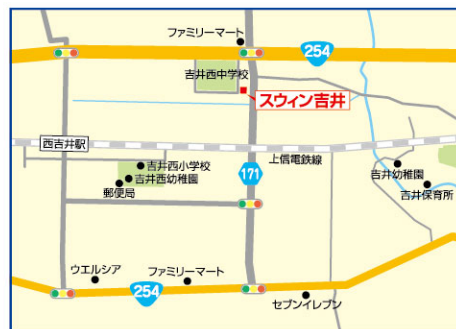 ファミリーマート
254
吉井西中学校
スウィン吉井
西吉井駅
上信電鉄線
吉井西小学校
171
吉井幼稚園
吉井西幼稚園
吉井保育所
郵便局
ウエルシア
ファミリーマート
254
セブンイレブン